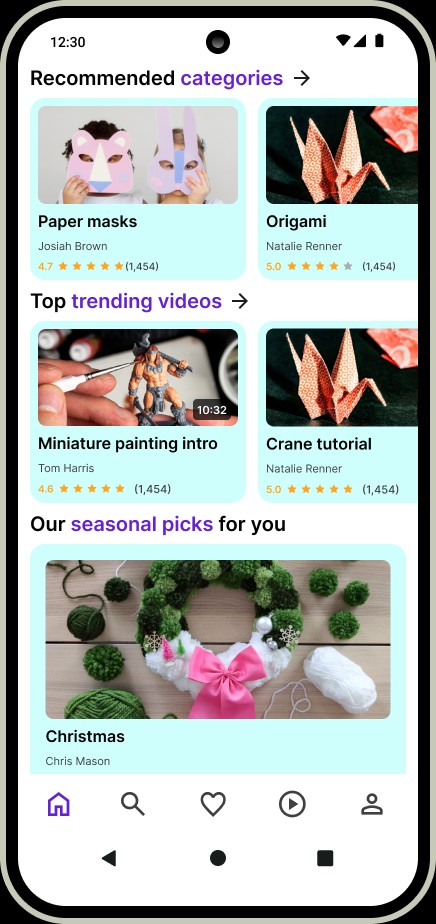 12:30
Recommended categories
Paper masks
Josiah Brown
4.7 (1,454)
Origami
Natalie Renner
5.0 (1,454)
Top trending videos
10:32
Miniature painting intro
Tom Harris
4.6 (1,454)
Crane tutorial
Natalie Renner
5.0 (1,454)
Our seasonal picks for you
Christmas
Chris Mason